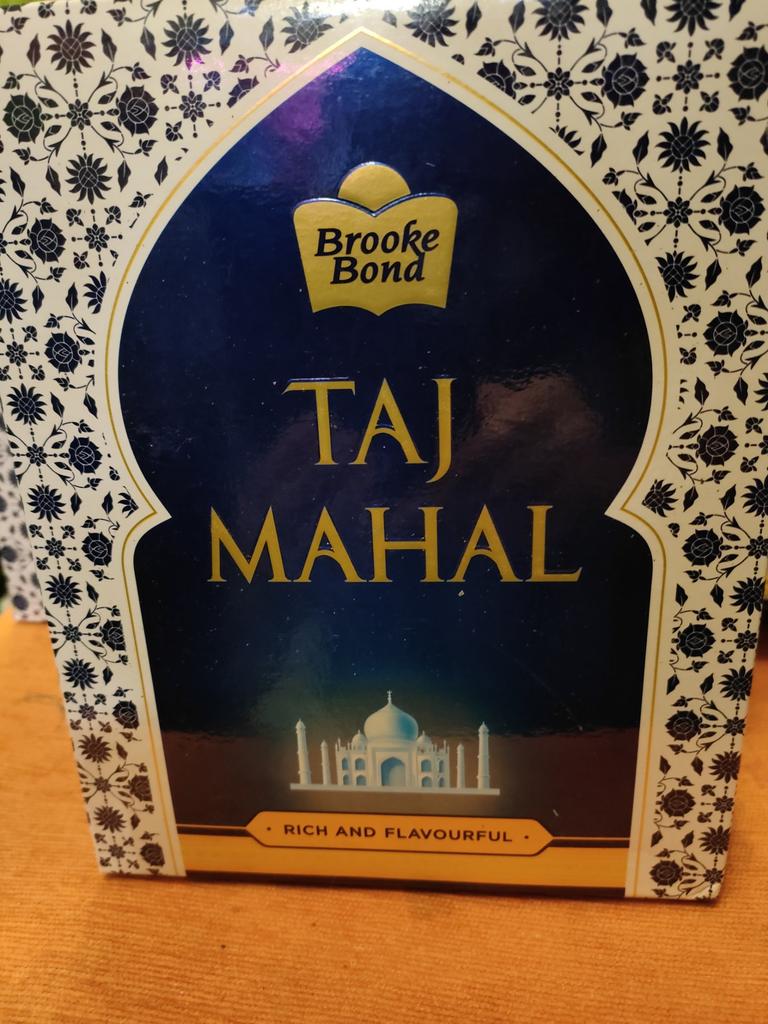 Brooke
Bond
TAJ
MAHAL
• RICH AND FLAVOURFUL •